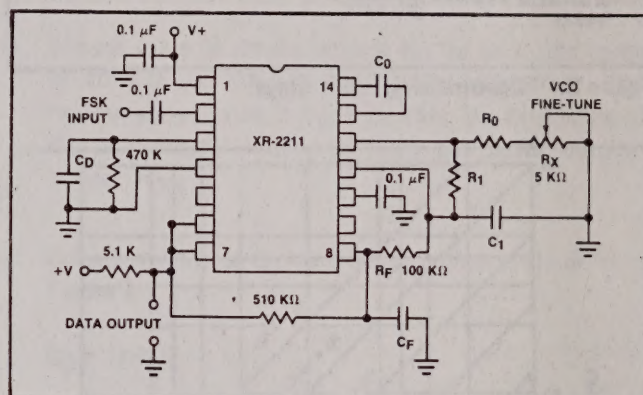 0.1 μF
V+
0.1 μF
FSK
INPUT
1
14
XR-2211
C0
R0
VCO
FINE-TUNE
RX
5 KΩ
CD
470 K
R1
0.1 μF
C1
5.1 K
+V
7
8
RF
100 KΩ
510 KΩ
DATA OUTPUT
CF